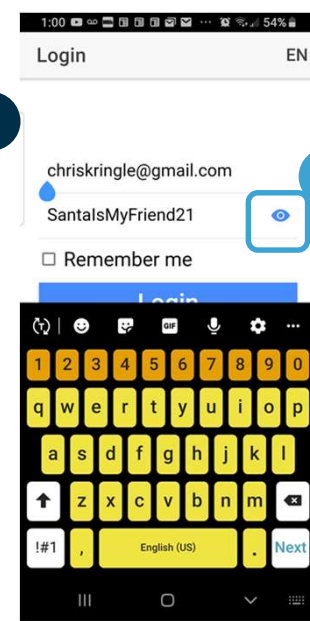 1:00 54%
Login EN
chriskringle@gmail.com
SantaIsMyFriend21
Remember me
Login
GIF
1 2 3 4 5 6 7 8 9 0
q w e r t y u i o p
a s d f g h j k l
z x c v b n m
!#1 , English (US) . Next